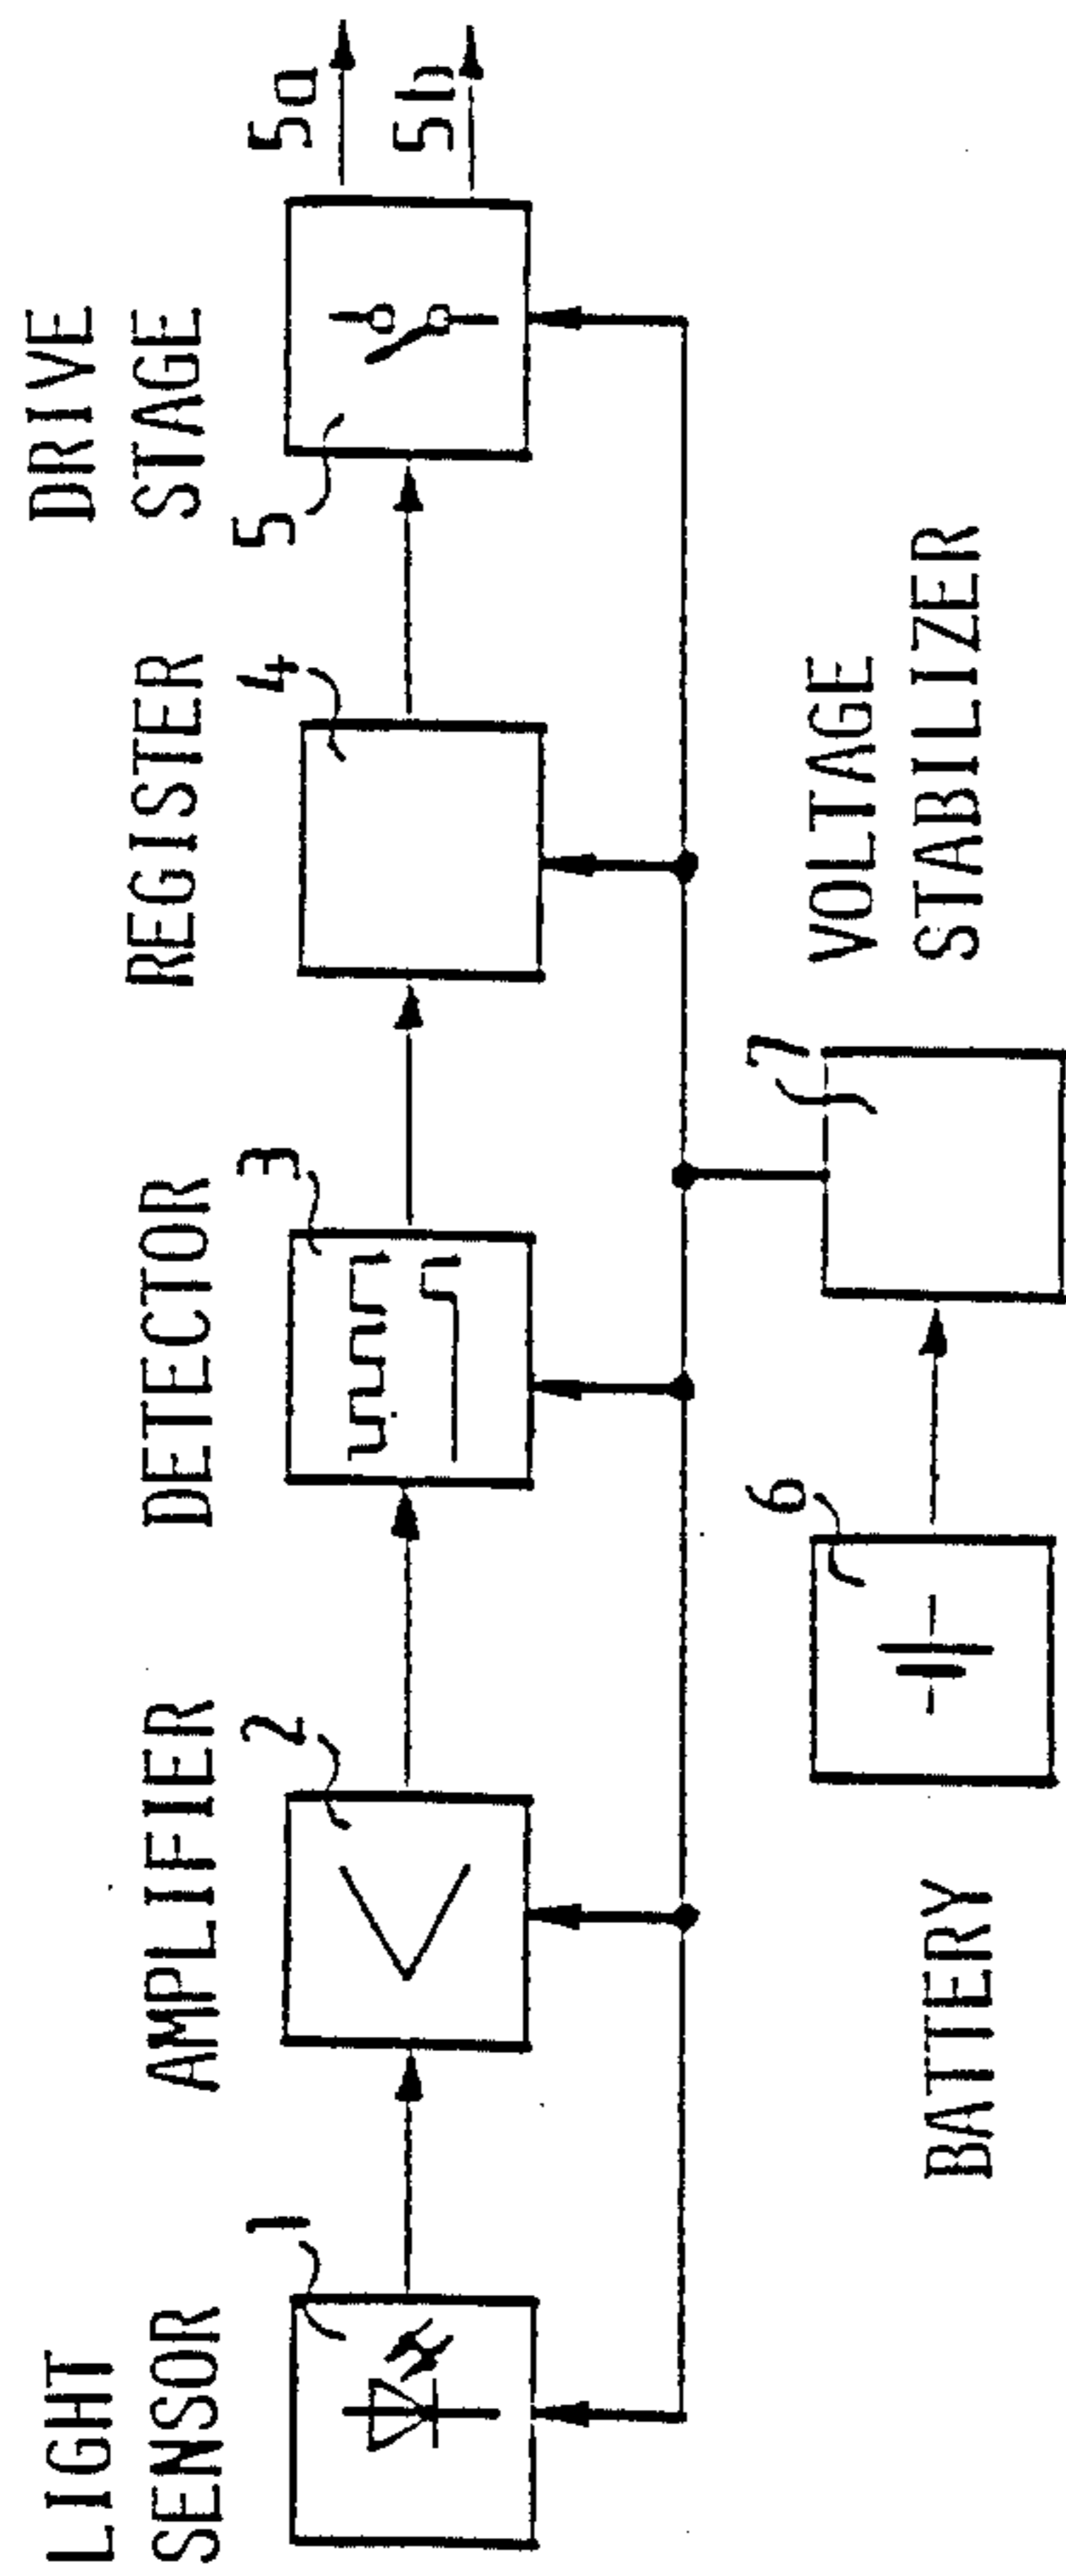 LIGHT
SENSOR
1
AMPLIFIER
2
DETECTOR
3
REGISTER
4
DRIVE
STAGE
5
5a
5b
BATTERY
6
VOLTAGE
STABILIZER
7